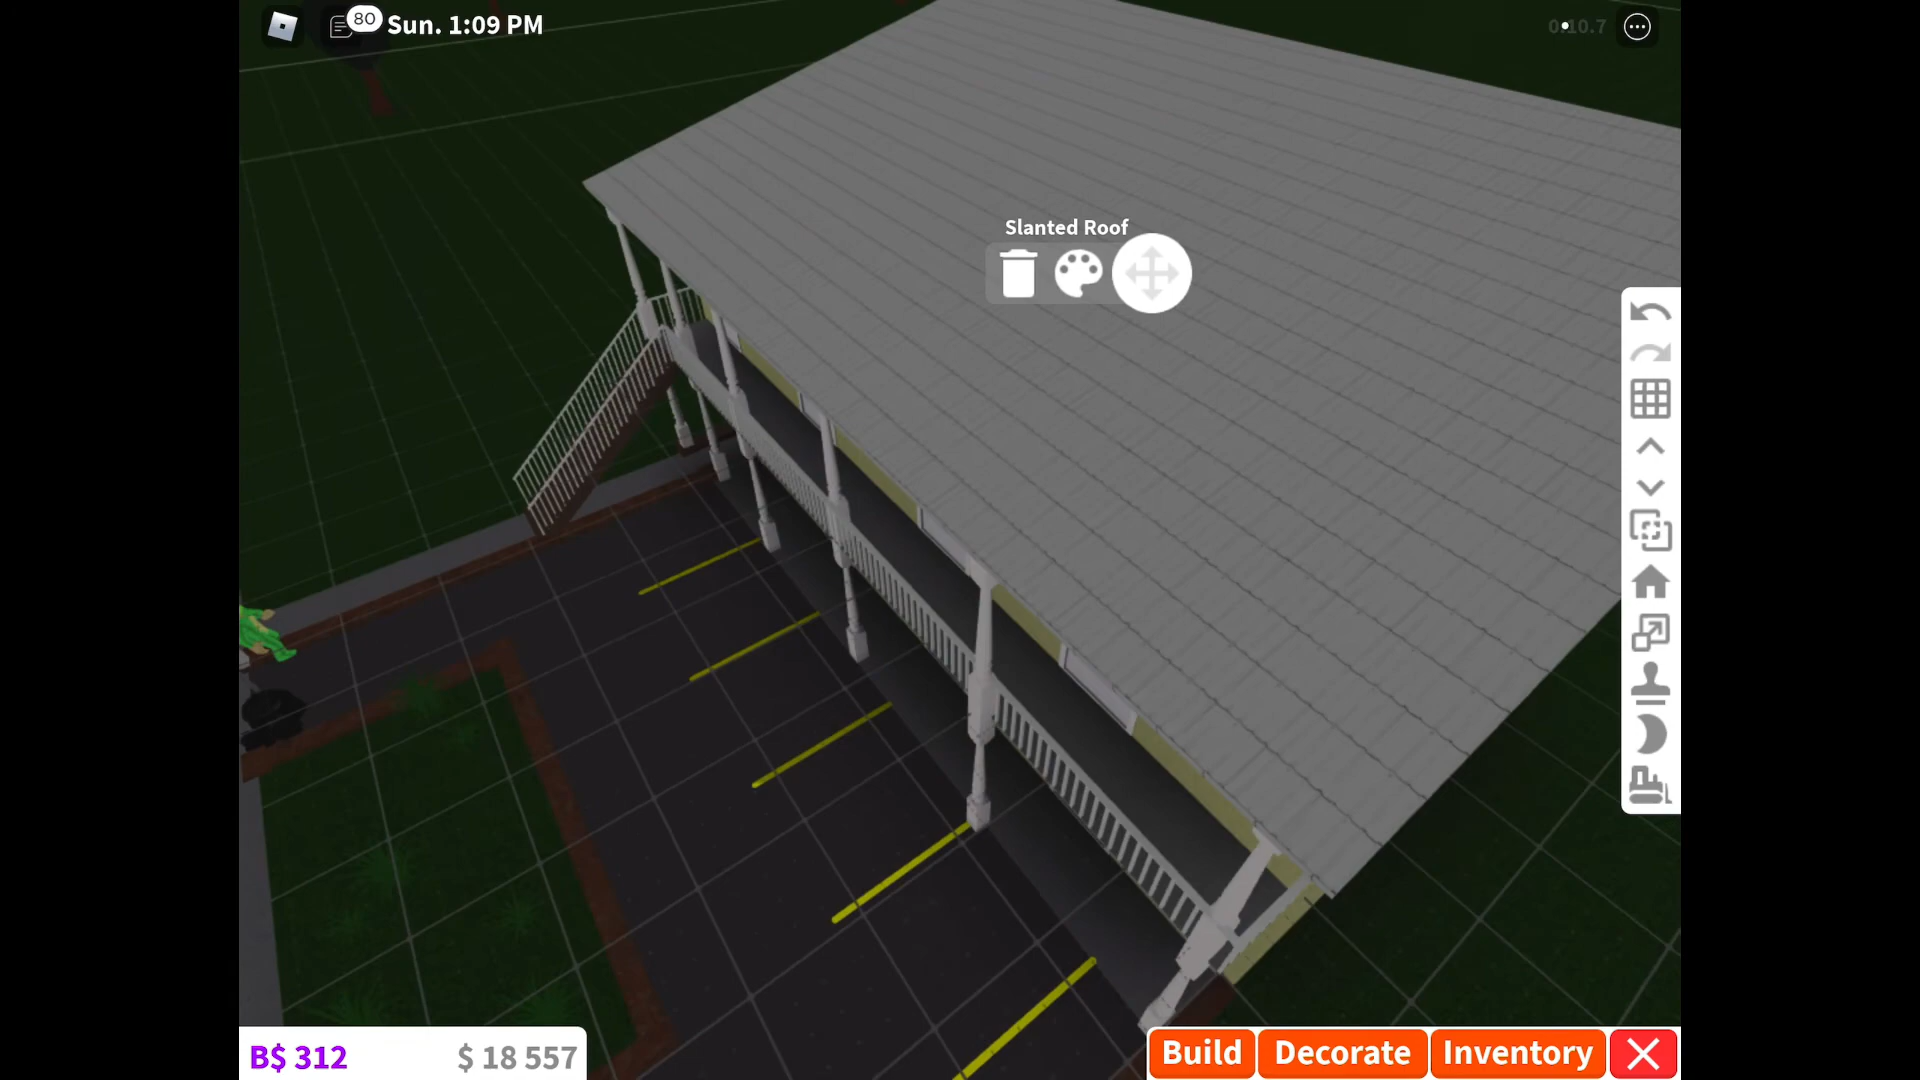 80 Sun. 1:09 PM
Slanted Roof
B$ 312 $ 18 557
Build Decorate Inventory